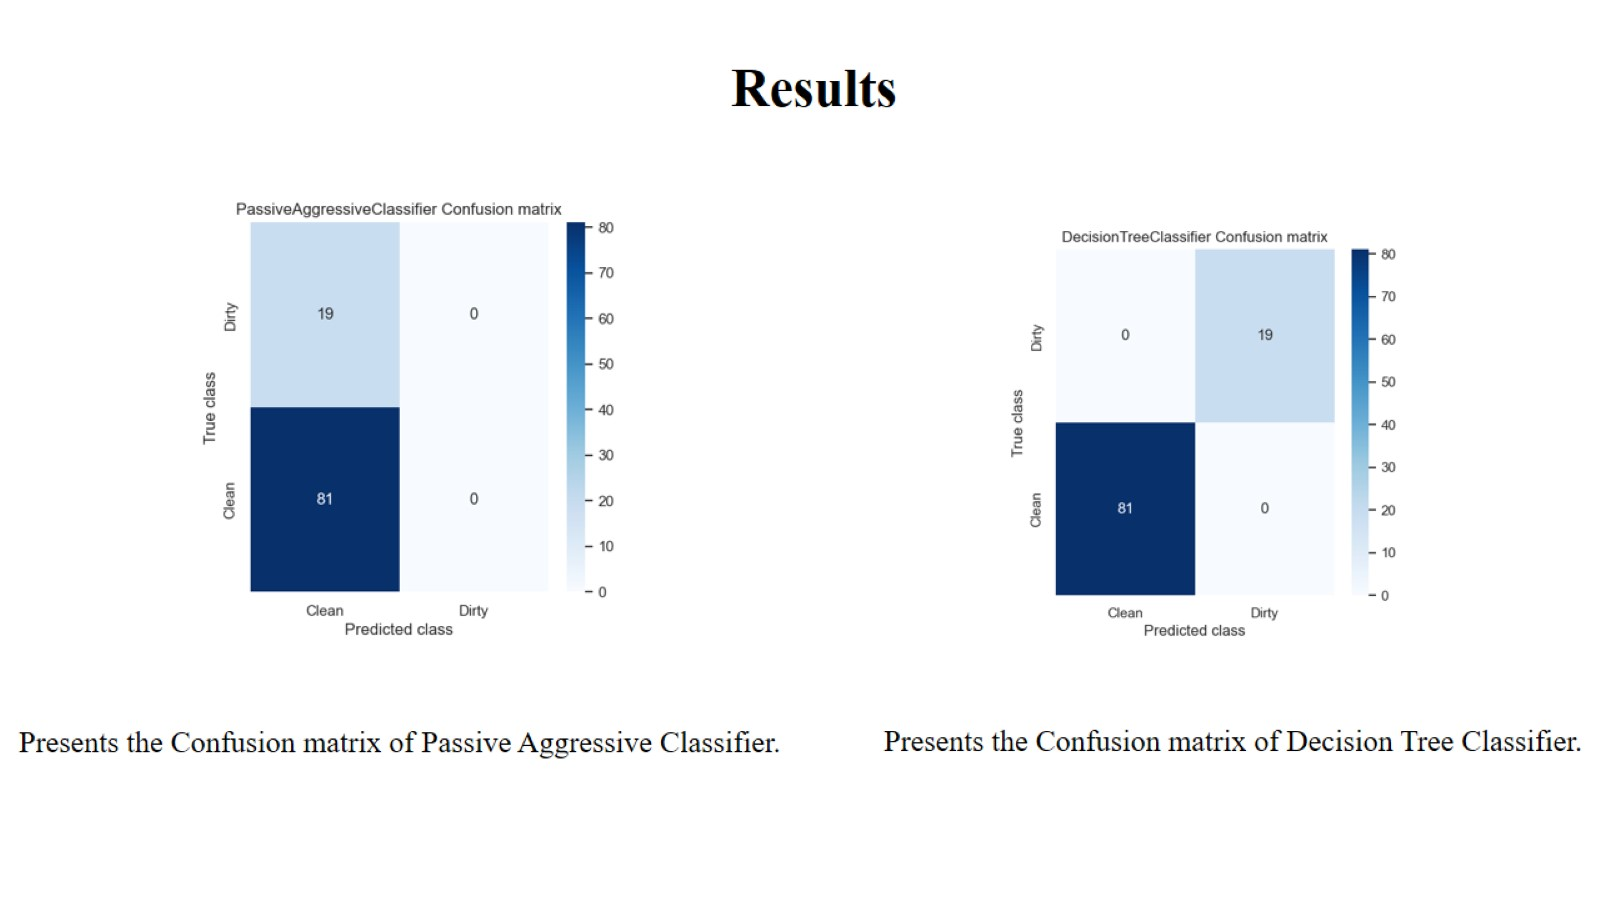 Results
PassiveAggressiveClassifier Confusion matrix
80
70
60
50
40
30
20
10
0
True class
Dirty
Clean
19
0
81
0
Clean Dirty
Predicted class
DecisionTreeClassifier Confusion matrix
80
70
60
50
40
30
20
10
0
True class
Dirty
Clean
0
19
81
0
Clean Dirty
Predicted class
Presents the Confusion matrix of Passive Aggressive Classifier.
Presents the Confusion matrix of Decision Tree Classifier.